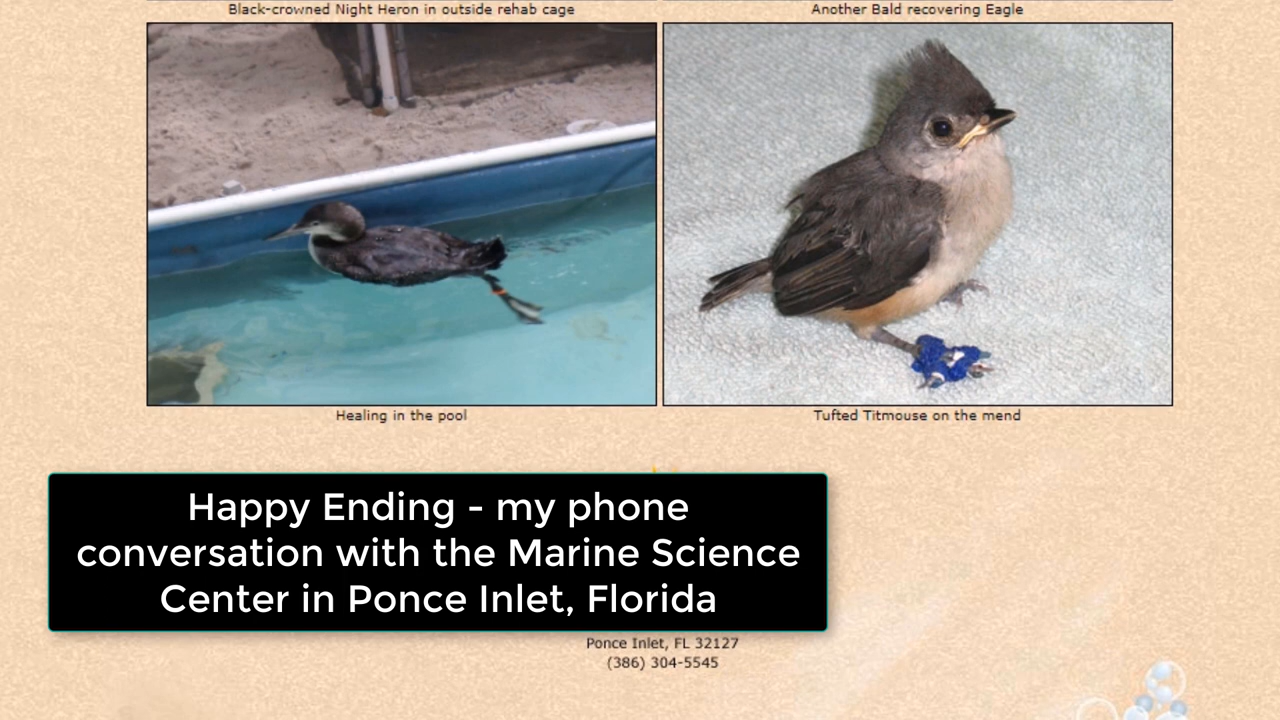 Black-crowned Night Heron in outside rehab cage
Another Bald recovering Eagle
Healing in the pool
Tufted Titmouse on the mend
Happy Ending - my phone
conversation with the Marine Science
Center in Ponce Inlet, Florida
Ponce Inlet, FL 32127
(386) 304-5545